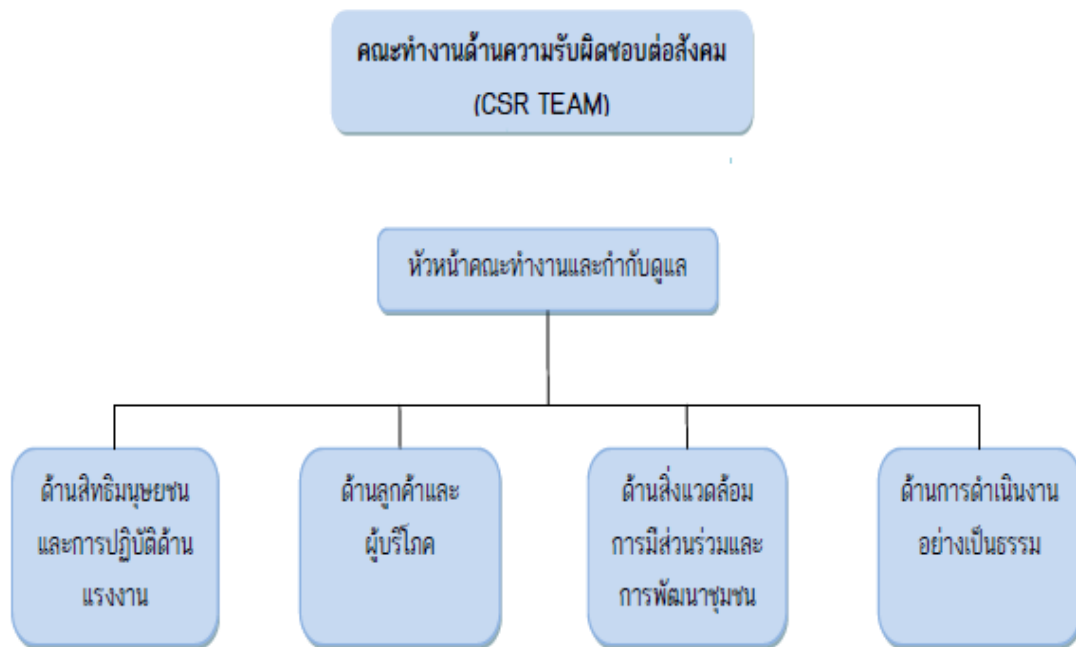 คณะทำงานด้านความรับผิดชอบต่อสังคม
(CSR TEAM)
หัวหน้าคณะทำงานและกำกับดูแล
ด้านสิทธิมนุษยชน
และการปฏิบัติด้าน
แรงงาน
ด้านลูกค้าและ
ผู้บริโภค
ด้านสิ่งแวดล้อม
การมีส่วนร่วมและ
การพัฒนาชุมชน
ด้านการดำเนินงาน
อย่างเป็นธรรม